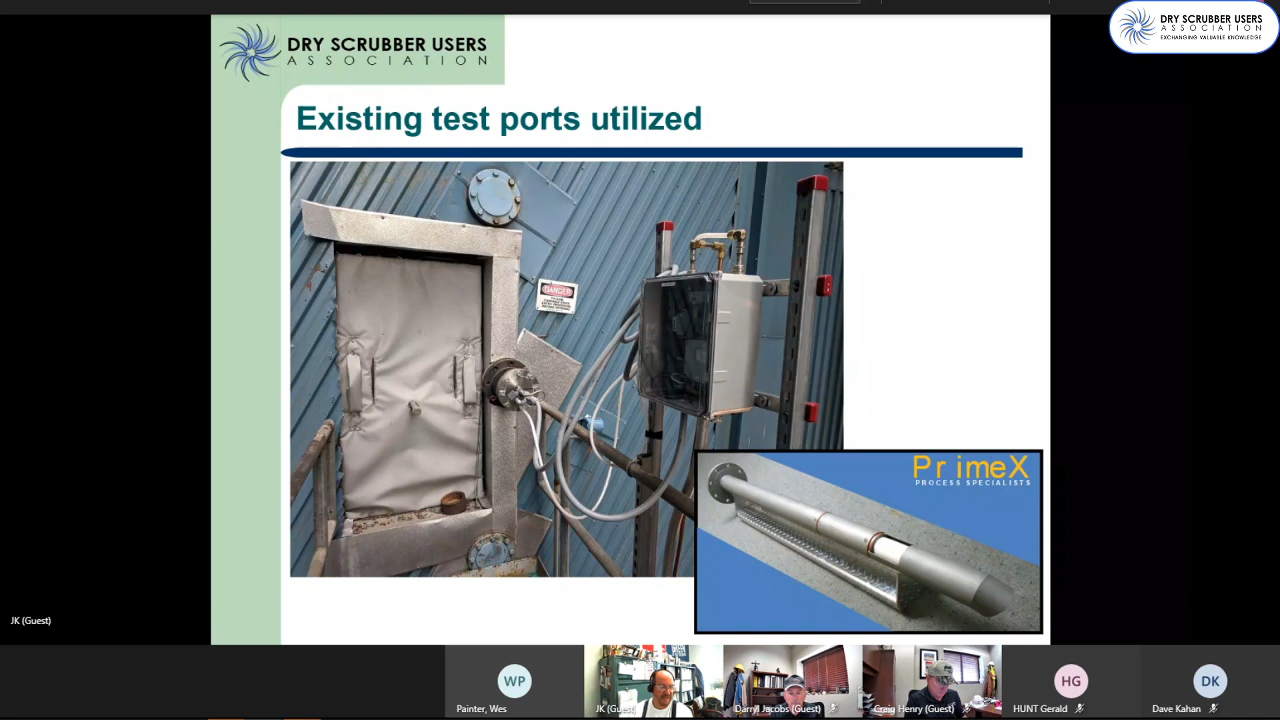 DRY SCRUBBER USERS
ASSOCIATION
EXCHANGING VALUABLE KNOWLEDGE
DRY SCRUBBER USERS
ASSOCIATION
Existing test ports utilized
DANGER
PrimeX
PROCESS SPECIALISTS
JK (Guest)
WP
Painter, Wes
JK (Guest)
Darryl Jacobs (Guest)
Craig Henry (Guest)
HG
HUNT Gerald
DK
Dave Kahan